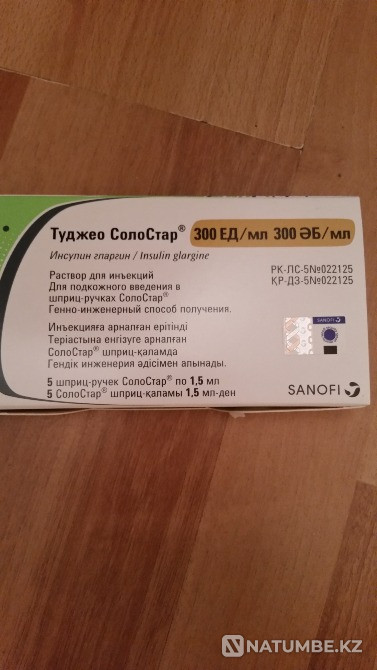 Туджео СолоСтар® 300 ЕД/мл 300 ӘБ/мл
Инсулин гларгин / Insulin glargine
РК-ЛС-5№022125
ҚР-ДЗ-5№022125
Раствор для инъекций
Для подкожного введения в
шприц-ручках СолоСтар®
Генно-инженерный способ получения.
Инъекцияға арналған ерітінді
Теріастына енгізуге арналған
СолоСтар® шприц-қаламда
Гендік инженерия әдісімен алынады.
SANOFI
5 шприц-ручек СолоСтар® по 1,5 мл
5 СолоСтар® шприц-қаламы 1,5 мл-ден
SANOFI
NATUMBE.KZ